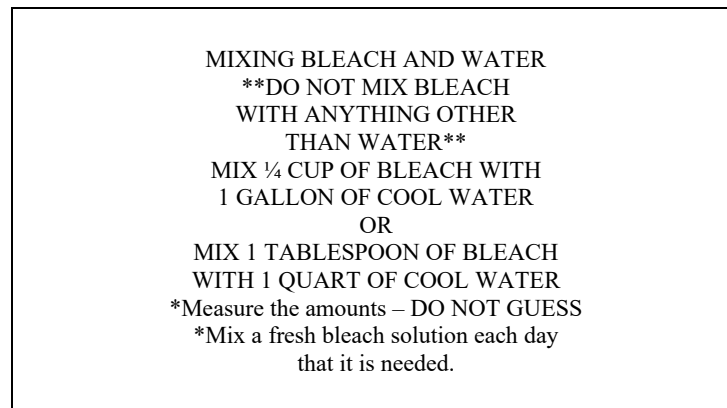 MIXING BLEACH AND WATER
**DO NOT MIX BLEACH
WITH ANYTHING OTHER
THAN WATER**
MIX ¼ CUP OF BLEACH WITH
1 GALLON OF COOL WATER
OR
MIX 1 TABLESPOON OF BLEACH
WITH 1 QUART OF COOL WATER
*Measure the amounts – DO NOT GUESS
*Mix a fresh bleach solution each day
that it is needed.